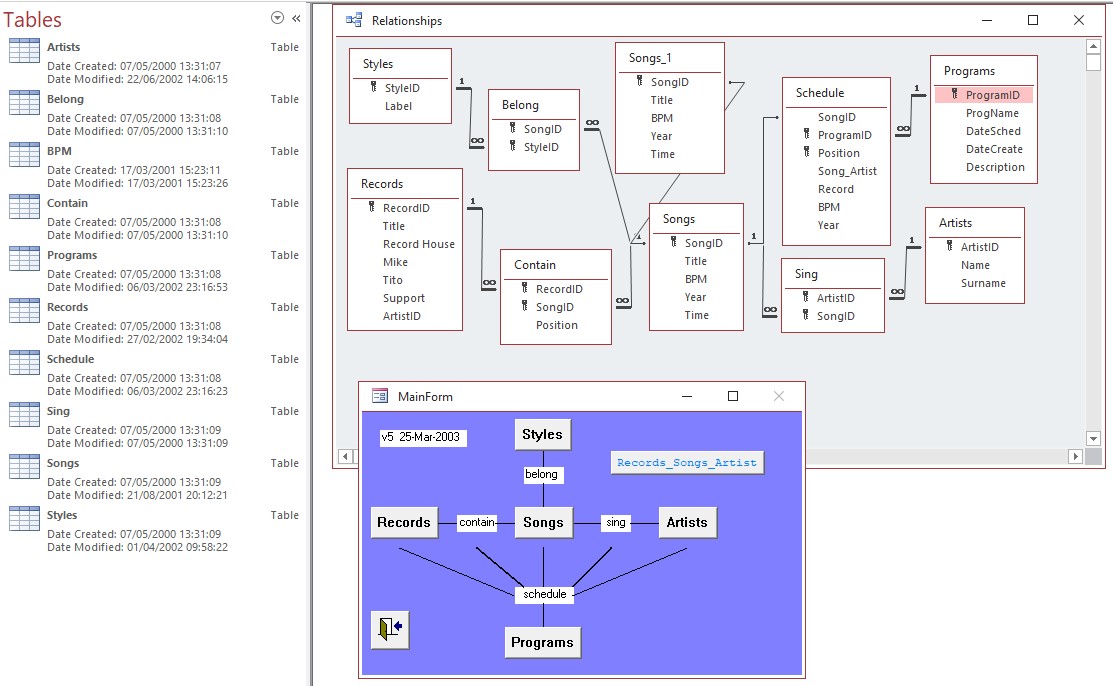 Tables
Artists Table
Date Created: 07/05/2000 13:31:07
Date Modified: 22/06/2002 14:06:15
Belong Table
Date Created: 07/05/2000 13:31:08
Date Modified: 07/05/2000 13:31:10
BPM Table
Date Created: 17/03/2001 15:23:11
Date Modified: 17/03/2001 15:23:26
Contain Table
Date Created: 07/05/2000 13:31:08
Date Modified: 07/05/2000 13:31:10
Programs Table
Date Created: 07/05/2000 13:31:08
Date Modified: 06/03/2002 23:16:53
Records Table
Date Created: 07/05/2000 13:31:08
Date Modified: 27/02/2002 19:34:04
Schedule Table
Date Created: 07/05/2000 13:31:08
Date Modified: 06/03/2002 23:16:23
Sing Table
Date Created: 07/05/2000 13:31:09
Date Modified: 07/05/2000 13:31:09
Songs Table
Date Created: 07/05/2000 13:31:09
Date Modified: 21/08/2001 20:12:21
Styles Table
Date Created: 07/05/2000 13:31:09
Date Modified: 01/04/2002 09:58:22
Relationships
Styles
StyleID
Label
1
∞
Belong
SongID
StyleID
∞
Songs_1
SongID
Title
BPM
Year
Time
Schedule
SongID
ProgramID
Position
Song_Artist
Record
BPM
Year
∞
1
Programs
ProgramID
ProgName
DateSched
DateCreate
Description
Records
RecordID
Title
Record House
Mike
Tito
Support
ArtistID
1
∞
Contain
RecordID
SongID
Position
∞
1
Songs
SongID
Title
BPM
Year
Time
1
∞
Sing
ArtistID
SongID
∞
1
Artists
ArtistID
Name
Surname
MainForm
v5 25-Mar-2003
Styles
Records_Songs_Artist
belong
Records contain Songs sing Artists
schedule
Programs